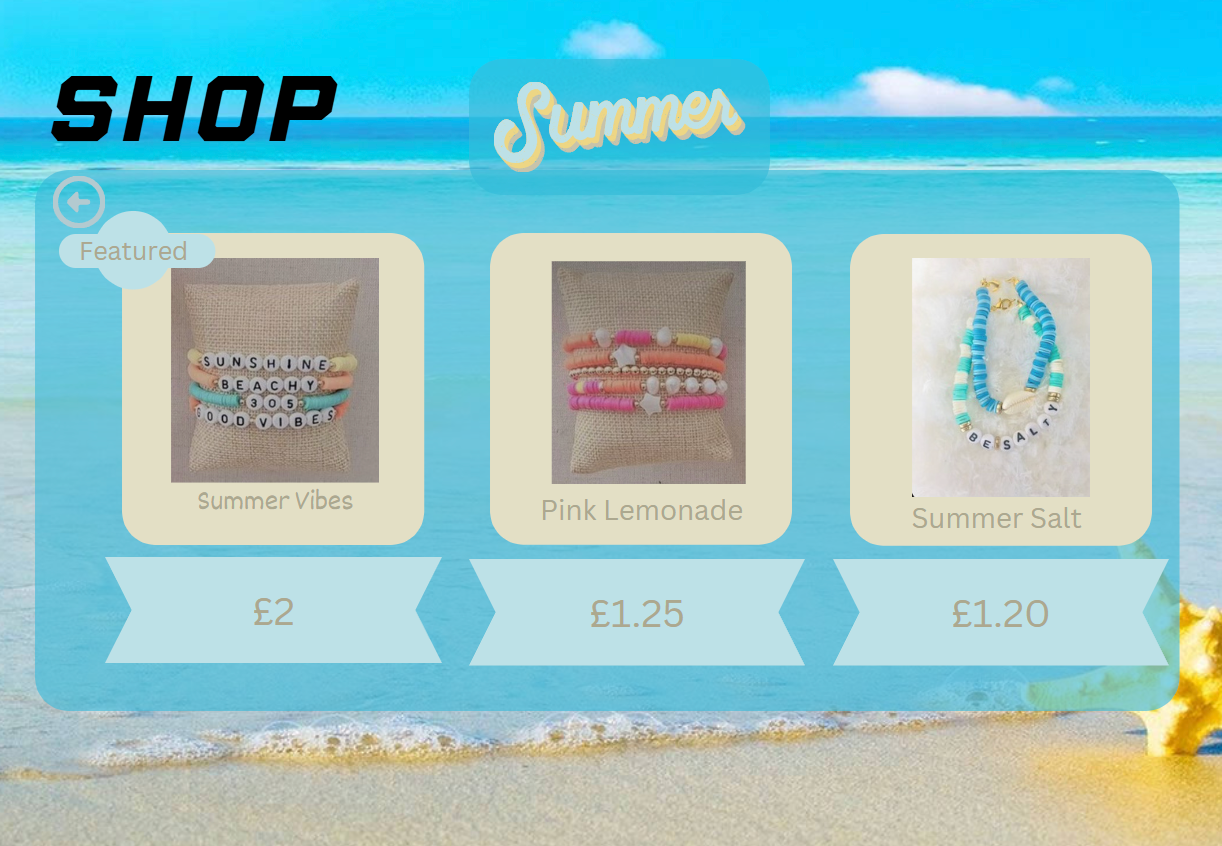 SHOP
Summer
Featured
SUNSHINE
BEACHY
305
GOOD VIBES
BE SALTY
Summer Vibes
Pink Lemonade
Summer Salt
£2
£1.25
£1.20